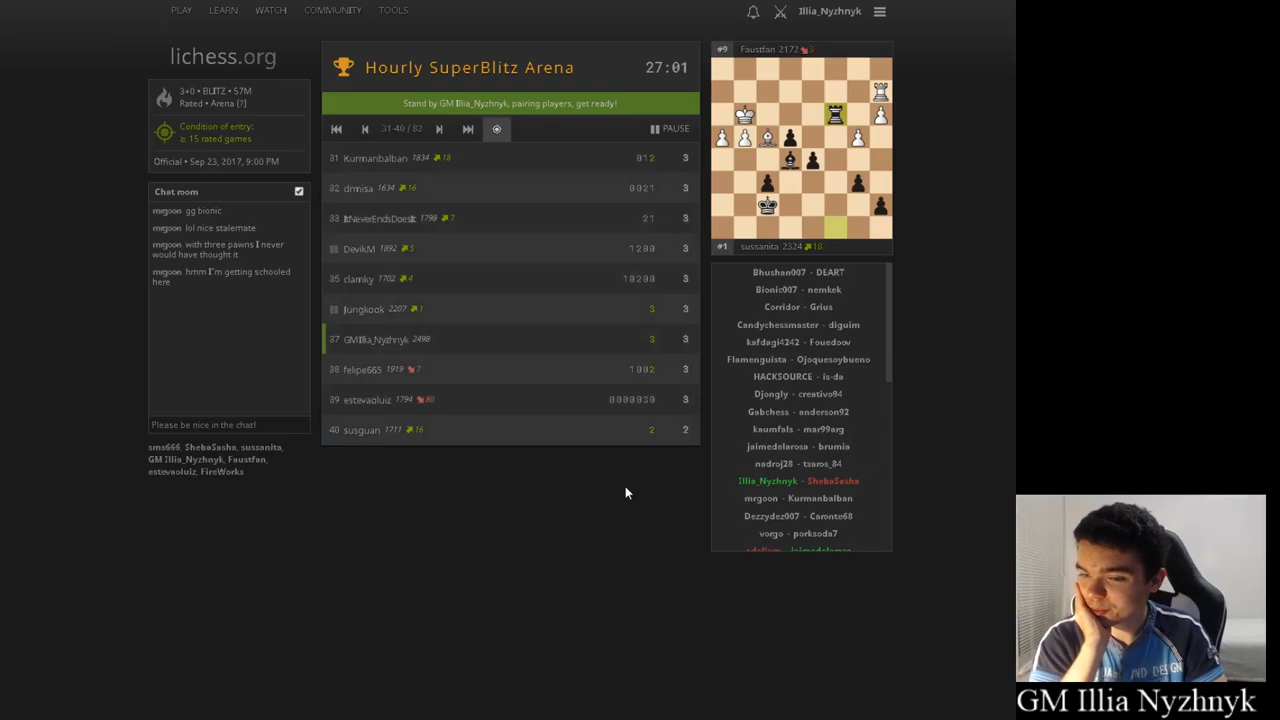 PLAY LEARN WATCH COMMUNITY TOOLS Illia_Nyzhnyk
lichess.org
3+0 • BLITZ • 57M
Rated • Arena [?]
Condition of entry:
≥ 15 rated games
Official • Sep 23, 2017, 9:00 PM
Chat room
mrgoon gg bionic
mrgoon lol nice stalemate
mrgoon with three pawns I never
would have thought it
mrgoon hmm I'm getting schooled
here
Please be nice in the chat!
sms666, ShebaSasha, sussanita,
GM Illia_Nyzhnyk, Faustfan,
estevaoluiz, FireWorks
Hourly SuperBlitz Arena 27:01
Stand by GM Illia_Nyzhnyk, pairing players, get ready!
31-40 / 82 PAUSE
31 Kurmanbalban 1834 18 012 3
32 drmisa 1634 16 0021 3
33 ItNeverEndsDoesIt 1798 7 21 3
DevikM 1892 5 1200 3
35 clamky 1702 4 10200 3
Jungkook 2207 1 3 3
37 GM Illia_Nyzhnyk 2498 3 3
38 felipe665 1919 7 1002 3
39 estevaoluiz 1794 80 0000030 3
40 susguan 1711 16 2 2
#9 Faustfan 2172 3
#1 sussanita 2324 18
Bhushan007 - DEART
Bionic007 - nemkek
Corridor - Grius
Candychessmaster - diguim
kafdagi4242 - Fouedoov
Flamenguista - Ojoquesoybueno
HACKSOURCE - is-da
Djongly - creativo94
Gabchess - anderson92
kaumfals - mar99arg
jaimedelarosa - brumia
nadroj28 - tsaros_84
Illia_Nyzhnyk - ShebaSasha
mrgoon - Kurmanbalban
Dezzydez007 - Caronte68
vorgo - porksoda7
GM Illia Nyzhnyk